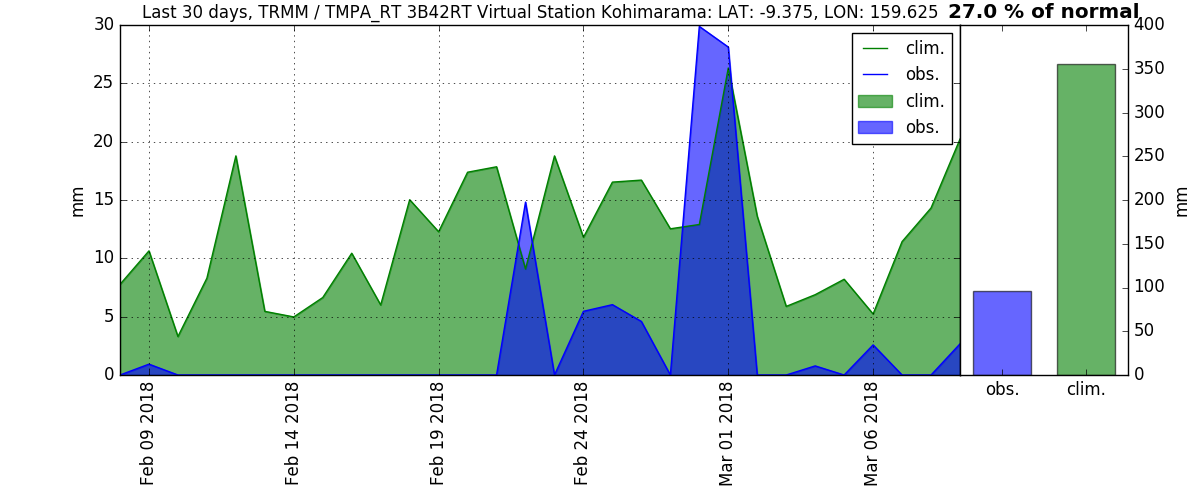 Last 30 days, TRMM / TMPA_RT 3B42RT Virtual Station Kohimarama: LAT: -9.375, LON: 159.625 27.0 % of normal
30
25
20
15
10
5
0
mm
clim.
obs.
clim.
obs.
Feb 09 2018
Feb 14 2018
Feb 19 2018
Feb 24 2018
Mar 01 2018
Mar 06 2018
400
350
300
250
200
150
100
50
0
mm
obs. clim.